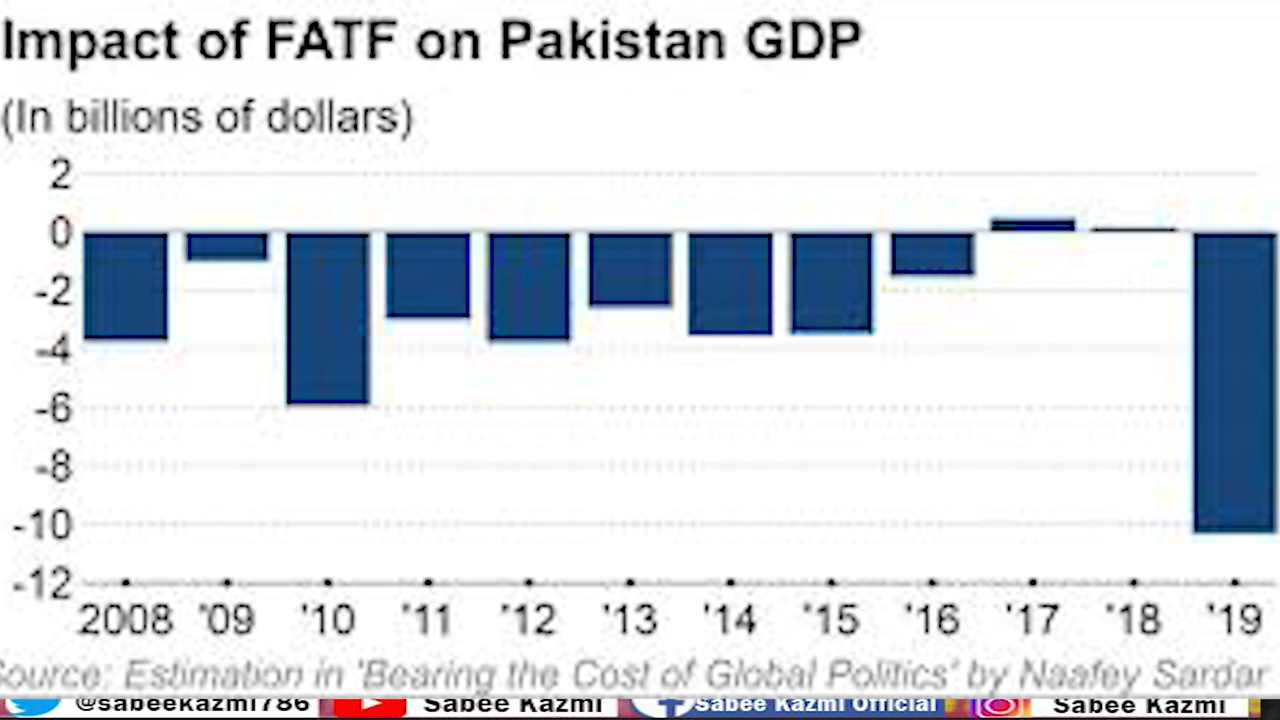 Impact of FATF on Pakistan GDP
(In billions of dollars)
2
0
-2
-4
-6
-8
-10
-12
2008 '09 '10 '11 '12 '13 '14 '15 '16 '17 '18 '19
Source: Estimation in 'Bearing the Cost of Global Politics' by Naafey Sardar
@sabeekazmi786 Sabee Kazmi Sabee Kazmi Official Sabee Kazmi